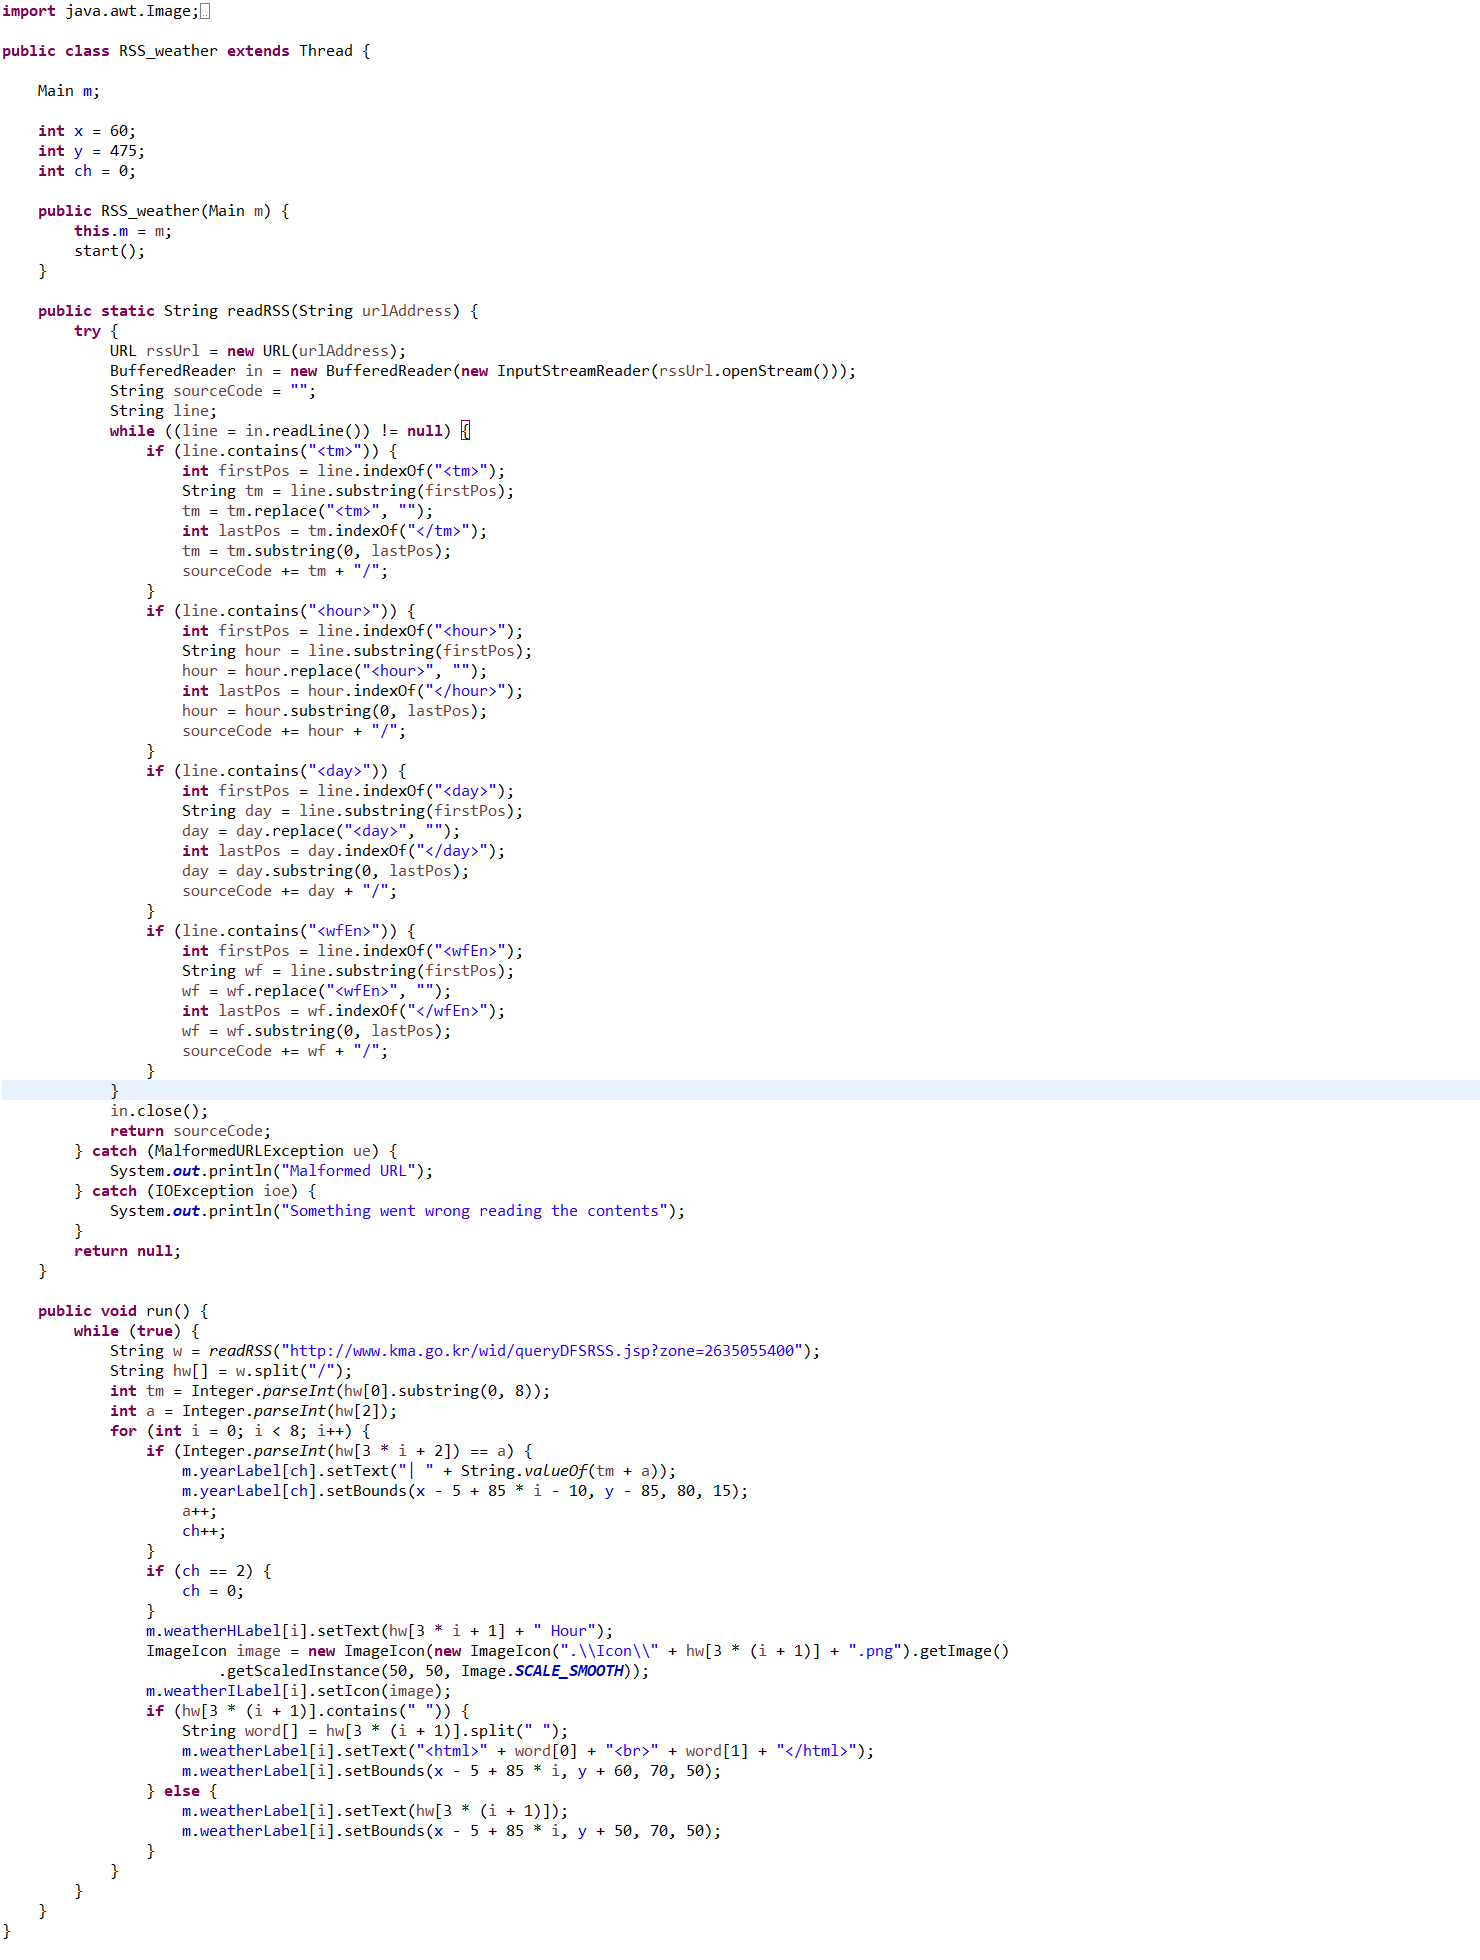 import java.awt.Image;
public class RSS_weather extends Thread {
Main m;
int x = 60;
int y = 475;
int ch = 0;
public RSS_weather(Main m) {
this.m = m;
start();
}
public static String readRSS(String urlAddress) {
try {
URL rssUrl = new URL(urlAddress);
BufferedReader in = new BufferedReader(new InputStreamReader(rssUrl.openStream()));
String sourceCode = "";
String line;
while ((line = in.readLine()) != null) {
if (line.contains("<tm>")) {
int firstPos = line.indexOf("<tm>");
String tm = line.substring(firstPos);
tm = tm.replace("<tm>", "");
int lastPos = tm.indexOf("</tm>");
tm = tm.substring(0, lastPos);
sourceCode += tm + "/";
}
if (line.contains("<hour>")) {
int firstPos = line.indexOf("<hour>");
String hour = line.substring(firstPos);
hour = hour.replace("<hour>", "");
int lastPos = hour.indexOf("</hour>");
hour = hour.substring(0, lastPos);
sourceCode += hour + "/";
}
if (line.contains("<day>")) {
int firstPos = line.indexOf("<day>");
String day = line.substring(firstPos);
day = day.replace("<day>", "");
int lastPos = day.indexOf("</day>");
day = day.substring(0, lastPos);
sourceCode += day + "/";
}
if (line.contains("<wfEn>")) {
int firstPos = line.indexOf("<wfEn>");
String wf = line.substring(firstPos);
wf = wf.replace("<wfEn>", "");
int lastPos = wf.indexOf("</wfEn>");
wf = wf.substring(0, lastPos);
sourceCode += wf + "/";
}
}
in.close();
return sourceCode;
} catch (MalformedURLException ue) {
System.out.println("Malformed URL");
} catch (IOException ioe) {
System.out.println("Something went wrong reading the contents");
}
return null;
}
public void run() {
while (true) {
String w = readRSS("http://www.kma.go.kr/wid/queryDFSRSS.jsp?zone=2635055400");
String hw[] = w.split("/");
int tm = Integer.parseInt(hw[0].substring(0, 8));
int a = Integer.parseInt(hw[2]);
for (int i = 0; i < 8; i++) {
if (Integer.parseInt(hw[3 * i + 2]) == a) {
m.yearLabel[ch].setText("| " + String.valueOf(tm + a));
m.yearLabel[ch].setBounds(x - 5 + 85 * i - 10, y - 85, 80, 15);
a++;
ch++;
}
if (ch == 2) {
ch = 0;
}
m.weatherHLabel[i].setText(hw[3 * i + 1] + " Hour");
ImageIcon image = new ImageIcon(new ImageIcon(".\\Icon\\" + hw[3 * (i + 1)] + ".png").getImage()
.getScaledInstance(50, 50, Image.SCALE_SMOOTH));
m.weatherILabel[i].setIcon(image);
if (hw[3 * (i + 1)].contains(" ")) {
String word[] = hw[3 * (i + 1)].split(" ");
m.weatherLabel[i].setText("<html>" + word[0] + "<br>" + word[1] + "</html>");
m.weatherLabel[i].setBounds(x - 5 + 85 * i, y + 60, 70, 50);
} else {
m.weatherLabel[i].setText(hw[3 * (i + 1)]);
m.weatherLabel[i].setBounds(x - 5 + 85 * i, y + 50, 70, 50);
}
}
}
}
}